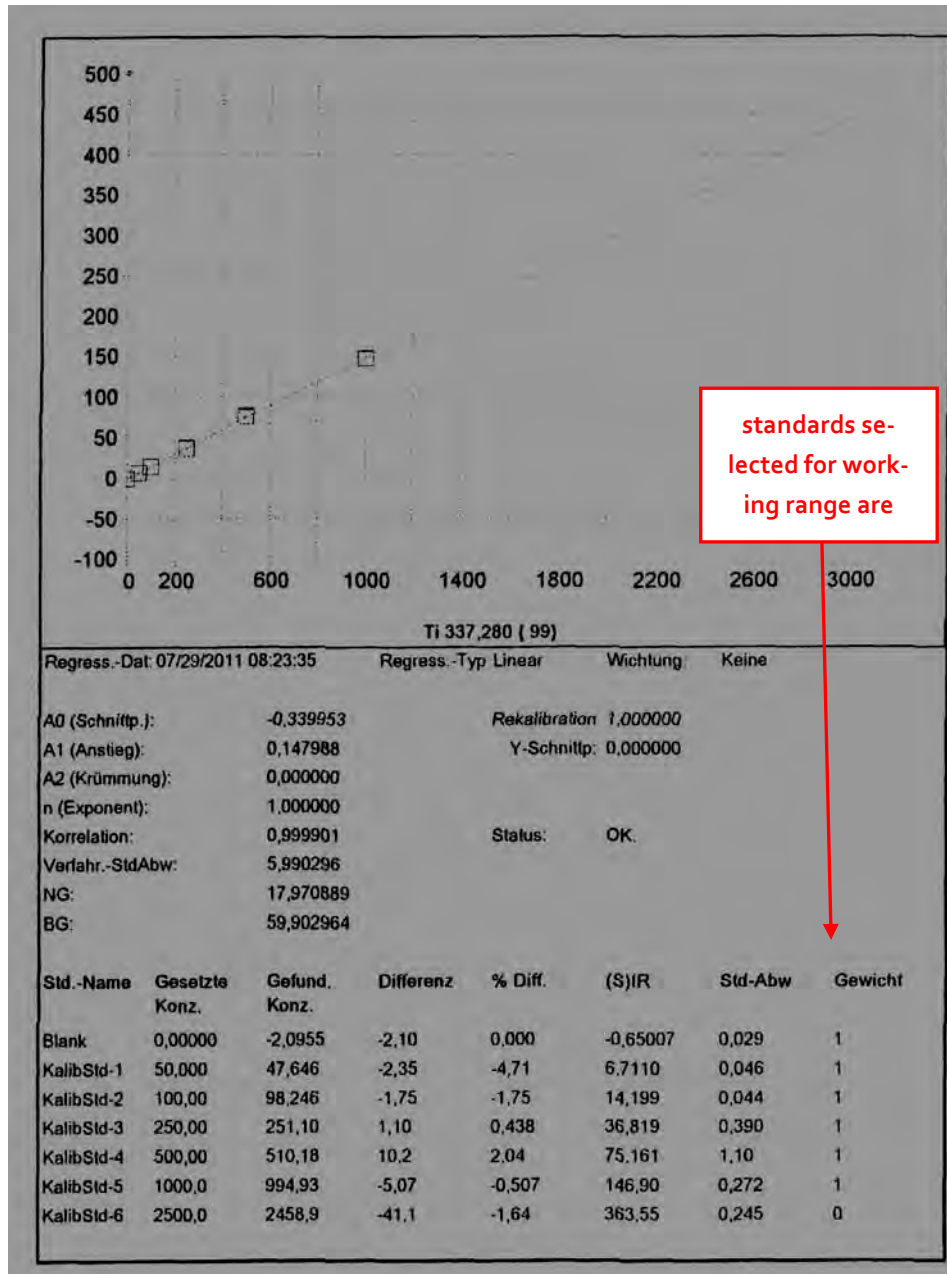 500
450
400
350
300
250
200
150
100
50
0
-50
-100
0 200 600 1000 1400 1800 2200 2600 3000
standards se-
lected for work-
ing range are
Ti 337,280 ( 99)
Regress.-Dat: 07/29/2011 08:23:35 Regress.-Typ Linear Wichtung: Keine
A0 (Schnittp.): -0,339953 Rekalibration 1,000000
A1 (Anstieg): 0,147988 Y-Schnittp: 0,000000
A2 (Krümmung): 0,000000
n (Exponent): 1,000000
Korrelation: 0,999901 Status: OK.
Verfahr.-StdAbw: 5,990296
NG: 17,970889
BG: 59,902964
Std.-Name Gesetzte Gefund. Differenz % Diff. (S)IR Std-Abw Gewicht
Konz. Konz.
Blank 0,00000 -2,0955 -2,10 0,000 -0,65007 0,029 1
KalibStd-1 50,000 47,646 -2,35 -4,71 6,7110 0,046 1
KalibStd-2 100,00 98,246 -1,75 -1,75 14,199 0,044 1
KalibStd-3 250,00 251,10 1,10 0,438 36,819 0,390 1
KalibStd-4 500,00 510,18 10,2 2,04 75,161 1,10 1
KalibStd-5 1000,0 994,93 -5,07 -0,507 146,90 0,272 1
KalibStd-6 2500,0 2458,9 -41,1 -1,64 363,55 0,245 0